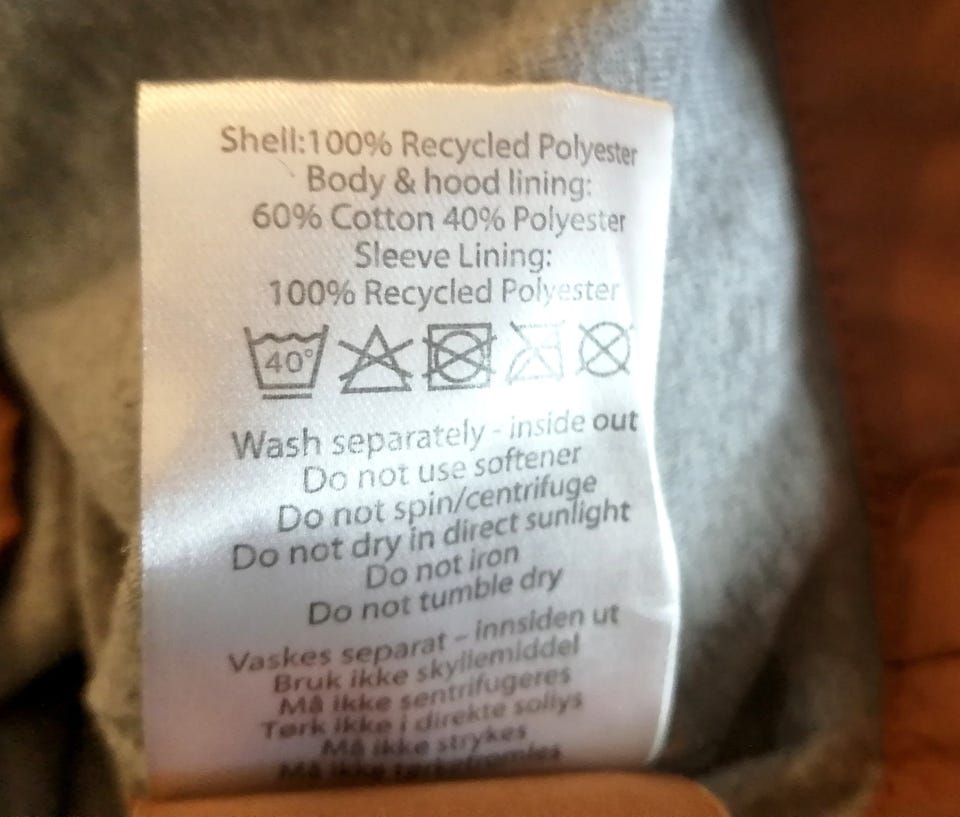 Shell:100% Recycled Polyester
Body & hood lining:
60% Cotton 40% Polyester
Sleeve Lining:
100% Recycled Polyester
40°
Wash separately - inside out
Do not use softener
Do not spin/centrifuge
Do not dry in direct sunlight
Do not iron
Do not tumble dry
Vaskes separat – innsiden ut
Bruk ikke skyllemiddel
Må ikke sentrifugeres
Tørk ikke i direkte sollys
Må ikke strykes
Må ikke